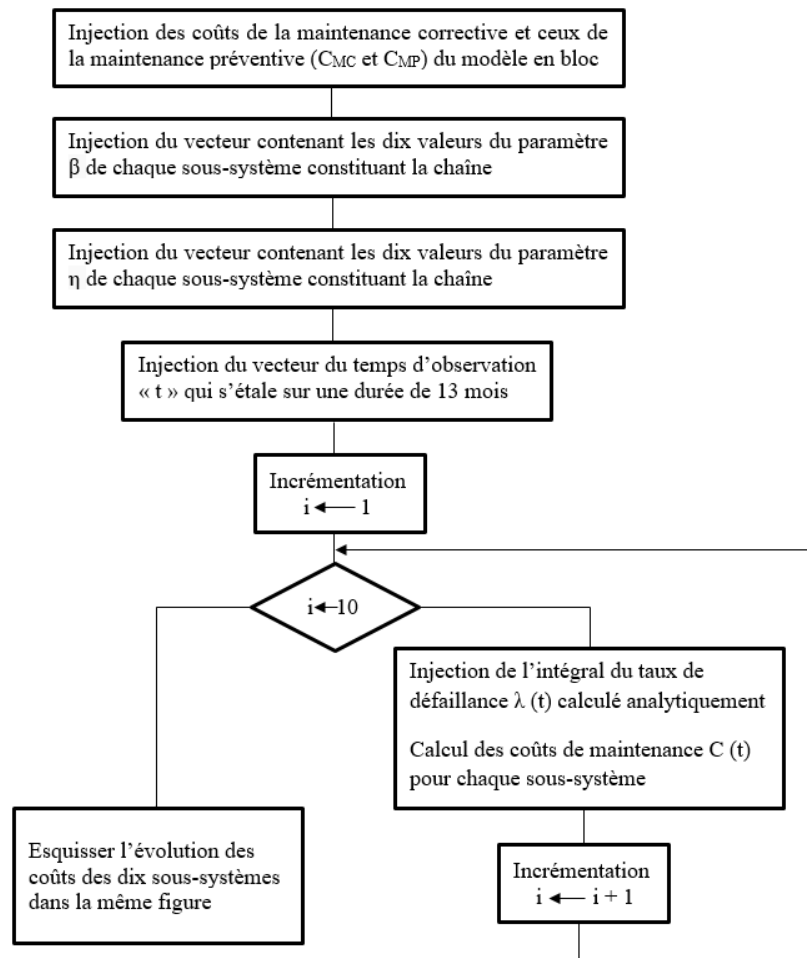 Injection des coûts de la maintenance corrective et ceux de
la maintenance préventive (CMC et CMP) du modèle en bloc
Injection du vecteur contenant les dix valeurs du paramètre
β de chaque sous-système constituant la chaîne
Injection du vecteur contenant les dix valeurs du paramètre
η de chaque sous-système constituant la chaîne
Injection du vecteur du temps d'observation
« t » qui s'étale sur une durée de 13 mois
Incrémentation
i ← 1
i←10
Injection de l'intégral du taux de
défaillance λ (t) calculé analytiquement
Calcul des coûts de maintenance C (t)
pour chaque sous-système
Esquisser l'évolution des
coûts des dix sous-systèmes
dans la même figure
Incrémentation
i ← i + 1